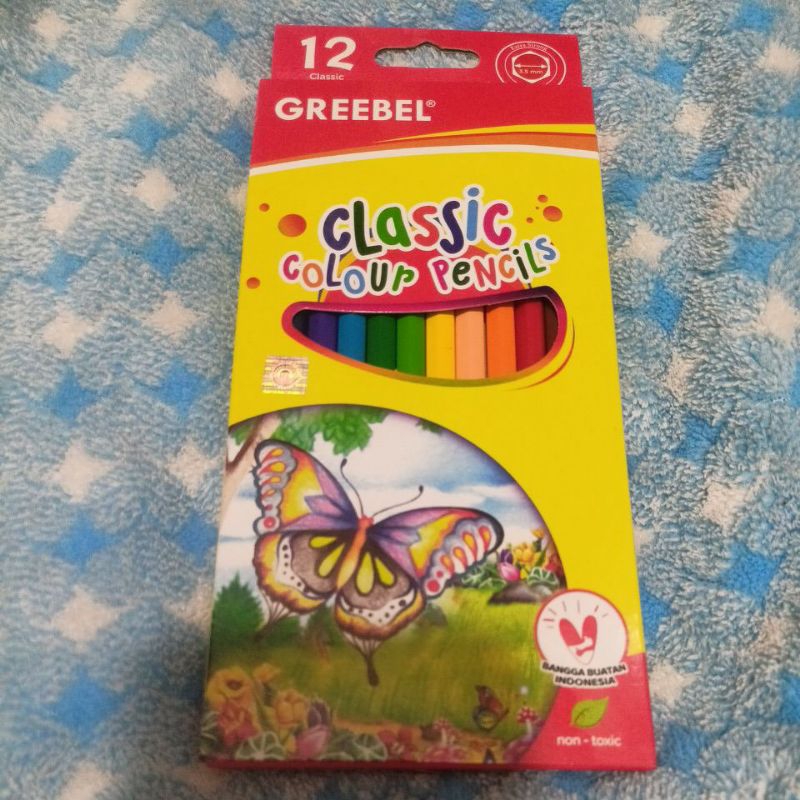 12
Classic
Extra Strong
3.5 mm
GREEBEL®
CLASSIC
COLOUR PENCILS
BANGGA BUATAN
INDONESIA
non - toxic